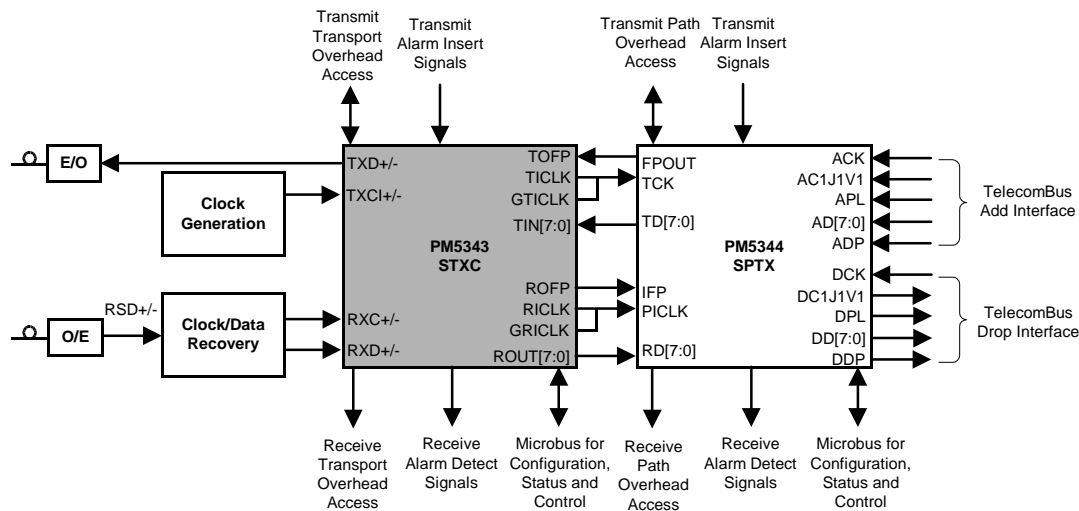 Transmit
Transport
Overhead
Access
Transmit
Alarm Insert
Signals
Transmit Path
Overhead
Access
Transmit
Alarm Insert
Signals
E/O
Clock
Generation
TXD+/-
TXCI+/-
TOFP
TICLK
GTICLK
TIN[7:0]
PM5343
STXC
ROFP
RICLK
GRICLK
ROUT[7:0]
RSD+/-
O/E
Clock/Data
Recovery
RXC+/-
RXD+/-
FPOUT
TCK
TD[7:0]
PM5344
SPTX
IFP
PICLK
RD[7:0]
ACK
AC1J1V1
APL
AD[7:0]
ADP
DCK
DC1J1V1
DPL
DD[7:0]
DDP
TelecomBus
Add Interface
TelecomBus
Drop Interface
Receive
Transport
Overhead
Access
Receive
Alarm Detect
Signals
Microbus for
Configuration,
Status and
Control
Receive
Path
Overhead
Access
Receive
Alarm Detect
Signals
Microbus for
Configuration,
Status and
Control